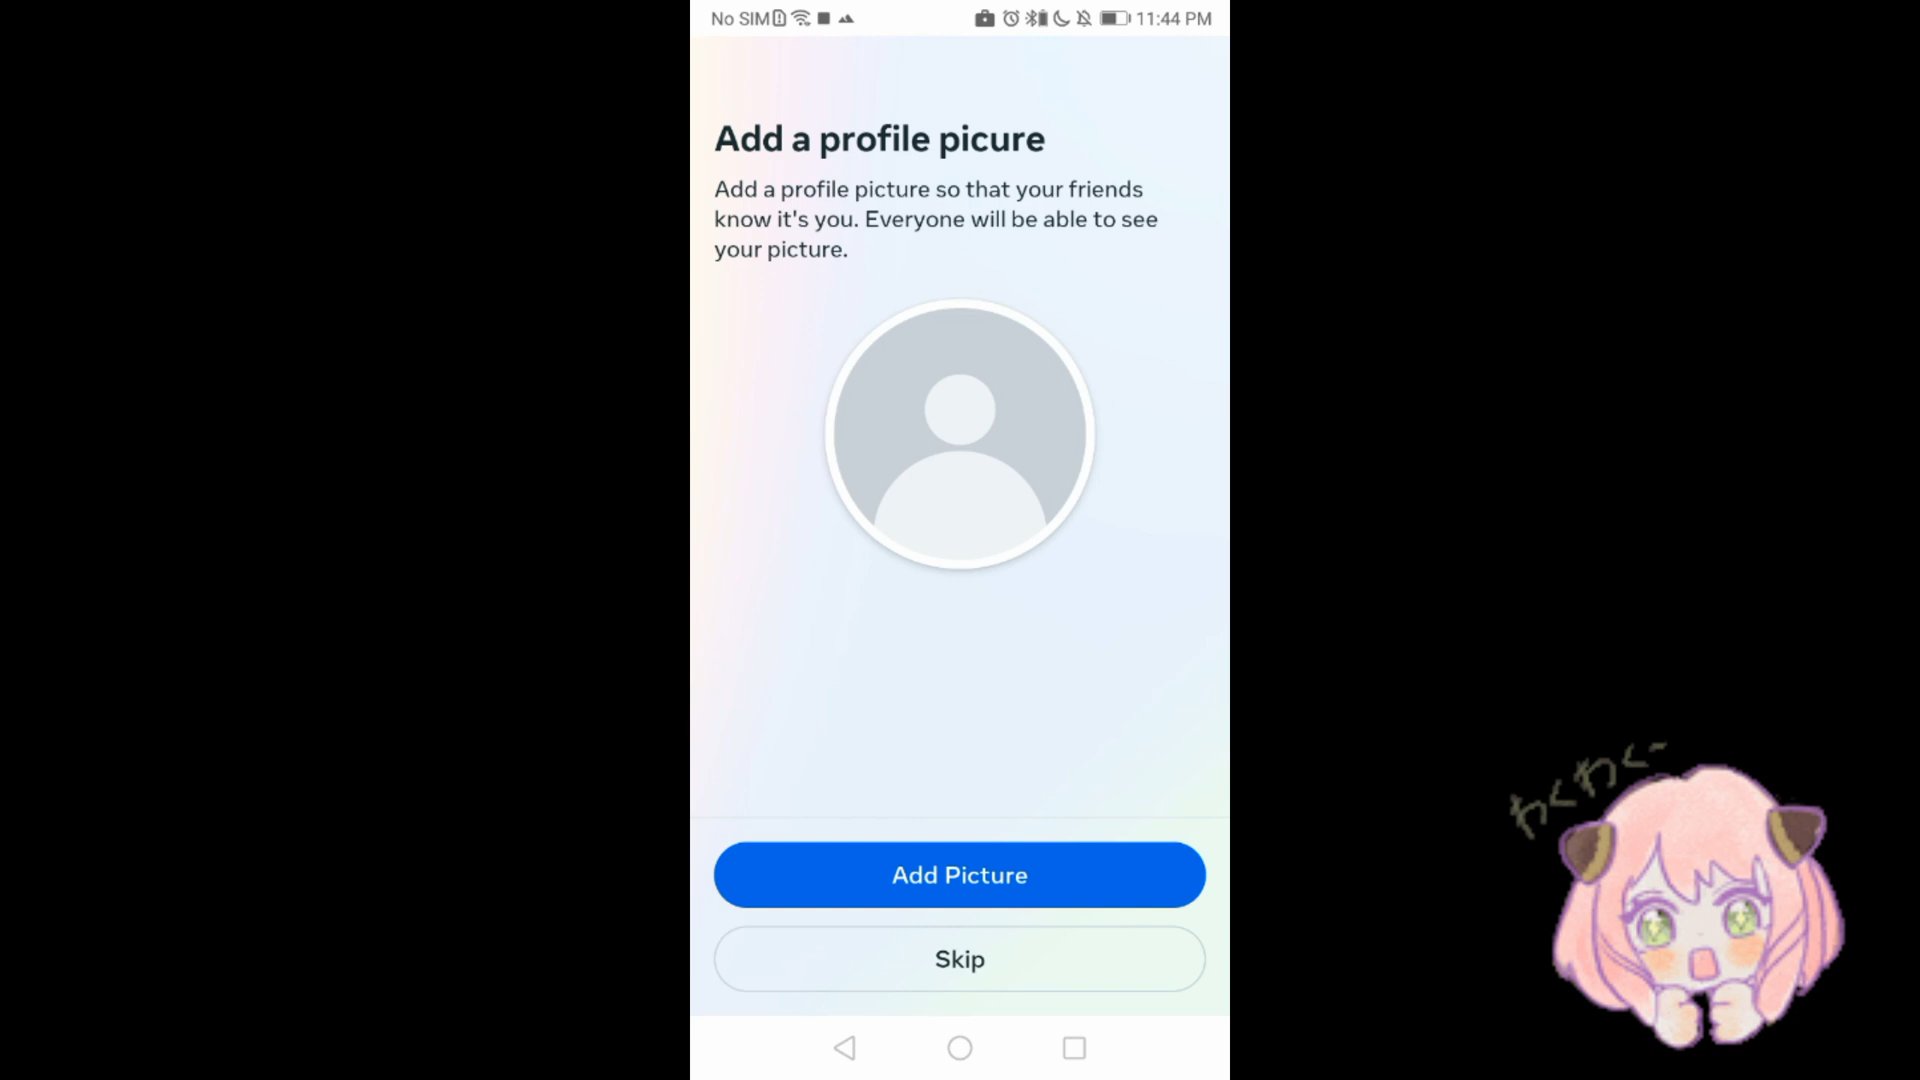 No SIM 11:44 PM
Add a profile picure
Add a profile picture so that your friends
know it's you. Everyone will be able to see
your picture.
Add Picture
Skip
わくわくー